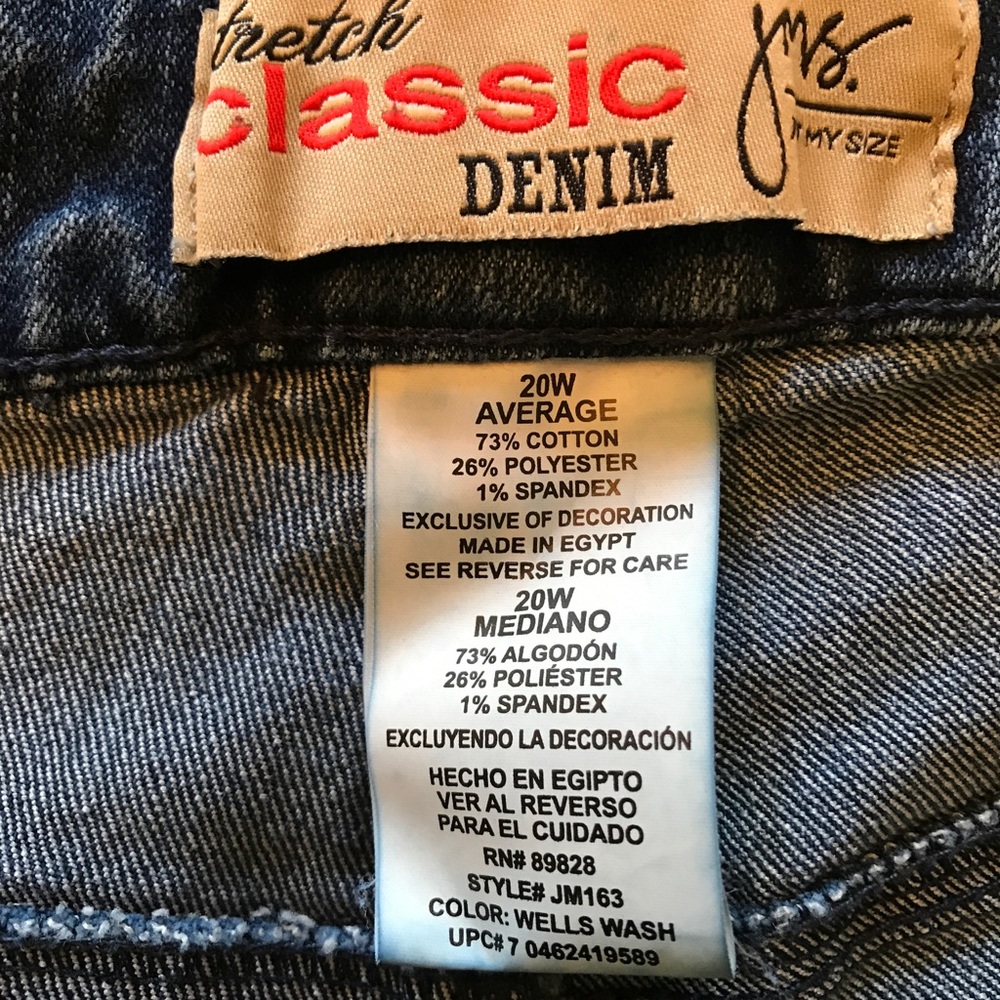 tretch
classic
DENIM
jms.
MY SIZE
20W
AVERAGE
73% COTTON
26% POLYESTER
1% SPANDEX
EXCLUSIVE OF DECORATION
MADE IN EGYPT
SEE REVERSE FOR CARE
20W
MEDIANO
73% ALGODÓN
26% POLIÉSTER
1% SPANDEX
EXCLUYENDO LA DECORACIÓN
HECHO EN EGIPTO
VER AL REVERSO
PARA EL CUIDADO
RN# 89828
STYLE# JM163
COLOR: WELLS WASH
UPC# 7 0462419589